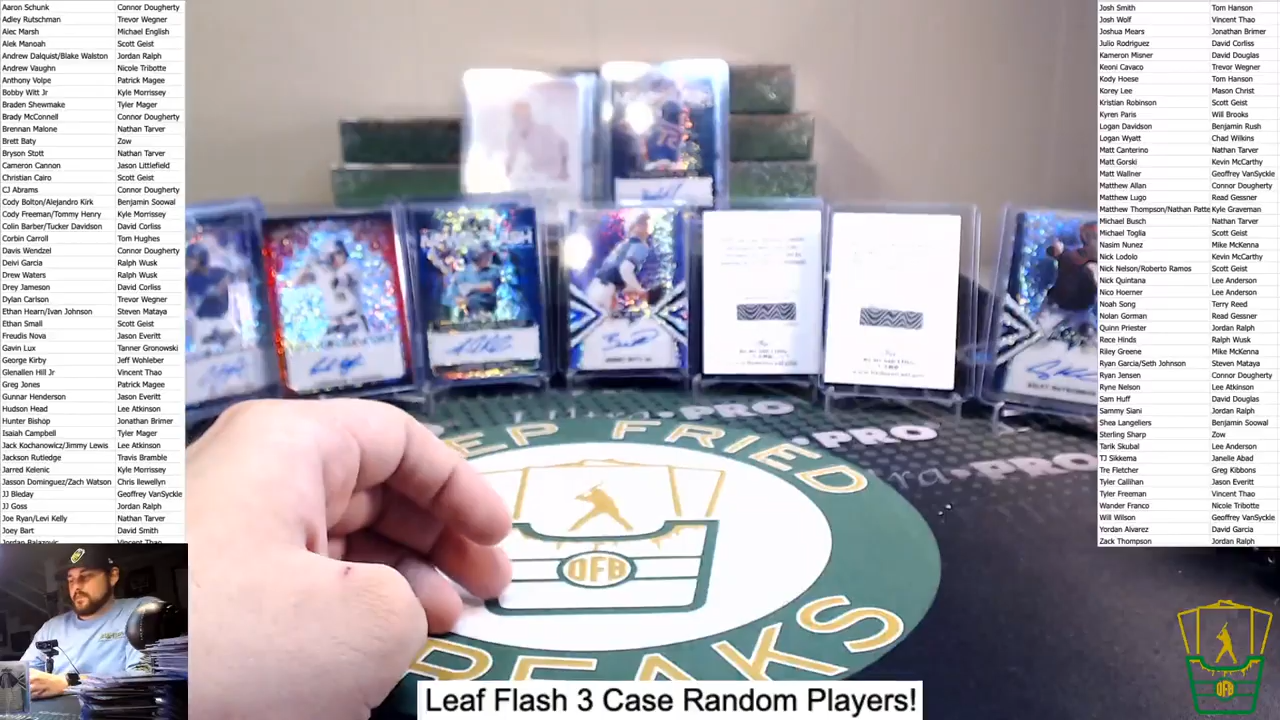 Aaron Schunk Connor Dougherty
Adley Rutschman Trevor Wegner
Alec Marsh Michael English
Alek Manoah Scott Geist
Andrew Dalquist/Blake Walston Jordan Ralph
Andrew Vaughn Nicole Tribotte
Anthony Volpe Patrick Magee
Bobby Witt Jr Kyle Morrissey
Braden Shewmake Tyler Mager
Brady McConnell Connor Dougherty
Brennan Malone Nathan Tarver
Brett Baty Zow
Bryson Stott Nathan Tarver
Cameron Cannon Jason Littlefield
Christian Cairo Scott Geist
CJ Abrams Connor Dougherty
Cody Bolton/Alejandro Kirk Benjamin Soowal
Cody Freeman/Tommy Henry Kyle Morrissey
Colin Barber/Tucker Davidson David Corliss
Corbin Carroll Tom Hughes
Davis Wendzel Connor Dougherty
Deivi Garcia Ralph Wusk
Drew Waters Ralph Wusk
Drey Jameson David Corliss
Dylan Carlson Trevor Wegner
Ethan Hearn/Ivan Johnson Steven Mataya
Ethan Small Scott Geist
Freudis Nova Jason Everitt
Gavin Lux Tanner Gronowski
George Kirby Jeff Wohleber
Glenallen Hill Jr Vincent Thao
Greg Jones Patrick Magee
Gunnar Henderson Jason Everitt
Hudson Head Lee Atkinson
Hunter Bishop Jonathan Brimer
Isaiah Campbell Tyler Mager
Jack Kochanowicz/Jimmy Lewis Lee Atkinson
Jackson Rutledge Travis Bramble
Jarred Kelenic Kyle Morrissey
Jasson Dominguez/Zach Watson Chris llewellyn
JJ Bleday Geoffrey VanSyckle
JJ Goss Jordan Ralph
Joe Ryan/Levi Kelly Nathan Tarver
Joey Bart David Smith
Jordan Balazovic Vincent Thao
Josh Smith Tom Hanson
Josh Wolf Vincent Thao
Joshua Mears Jonathan Brimer
Julio Rodriguez David Corliss
Kameron Misner David Douglas
Keoni Cavaco Trevor Wegner
Kody Hoese Tom Hanson
Korey Lee Mason Christ
Kristian Robinson Scott Geist
Kyren Paris Will Brooks
Logan Davidson Benjamin Rush
Logan Wyatt Chad Wilkins
Matt Canterino Nathan Tarver
Matt Gorski Kevin McCarthy
Matt Wallner Geoffrey VanSyckle
Matthew Allan Connor Dougherty
Matthew Lugo Read Gessner
Matthew Thompson/Nathan Patte Kyle Graveman
Michael Busch Nathan Tarver
Michael Toglia Scott Geist
Nasim Nunez Mike McKenna
Nick Lodolo Kevin McCarthy
Nick Nelson/Roberto Ramos Scott Geist
Nick Quintana Lee Anderson
Nico Hoerner Lee Anderson
Noah Song Terry Reed
Nolan Gorman Read Gessner
Quinn Priester Jordan Ralph
Rece Hinds Ralph Wusk
Riley Greene Mike McKenna
Ryan Garcia/Seth Johnson Steven Mataya
Ryan Jensen Connor Dougherty
Ryne Nelson Lee Atkinson
Sam Huff David Douglas
Sammy Siani Jordan Ralph
Shea Langeliers Benjamin Soowal
Sterling Sharp Zow
Tarik Skubal Lee Anderson
TJ Sikkema Janelle Abad
Tre Fletcher Greg Kibbons
Tyler Callihan Jason Everitt
Tyler Freeman Vincent Thao
Wander Franco Nicole Tribotte
Will Wilson Geoffrey VanSyckle
Yordan Alvarez David Garcia
Zack Thompson Jordan Ralph
FRIED
OFB
BREAKS
OFB
Leaf Flash 3 Case Random Players!